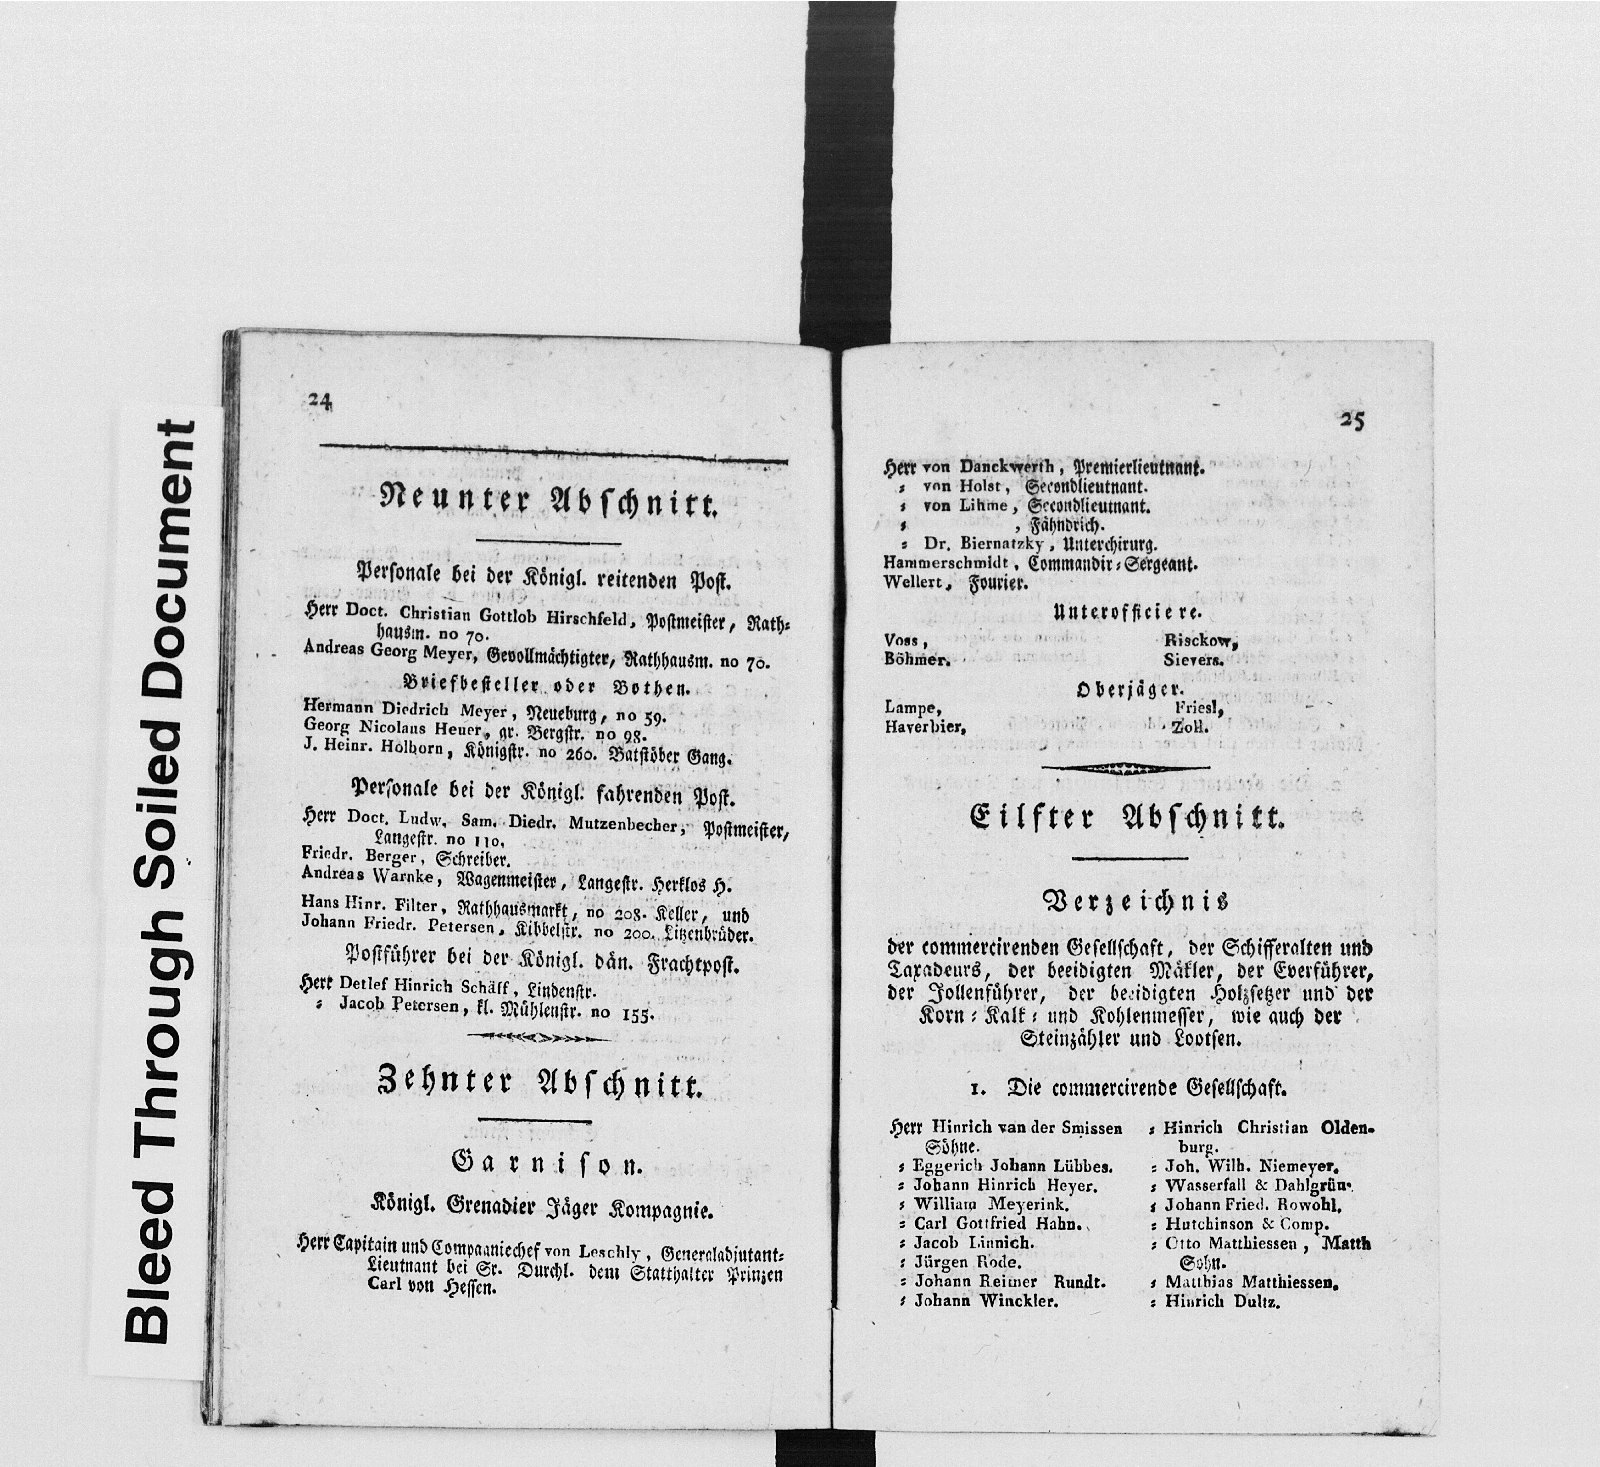 Bleed Through Soiled Document
24
Neunter Abschnitt.
Personale bei der Königl. reitenden Post.
Herr Doct. Christian Gottlob Hirschfeld, Postmeister, Rath-
hausm. no 70.
Andreas Georg Meyer, Gevollmächtigter, Rathhausm. no 70.
Briefbesteller oder Bothen.
Hermann Diedrich Meyer, Neueburg, no 59.
Georg Nicolaus Heuer, gr. Bergstr. no 98.
J. Heinr. Holborn, Königstr. no 260. Batstöber Gang.
Personale bei der Königl. fahrenden Post.
Herr Doct. Ludw. Sam. Diedr. Mutzenbecher, Postmeister,
Langestr. no 110.
Friedr. Berger, Schreiber.
Andreas Warnke, Wagenmeister, Langestr. Herklos H.
Hans Hinr. Filter, Rathhausmarkt, no 208. Keller, und
Johann Friedr. Petersen, Kibbelstr. no 200. Litzenbrüder.
Postführer bei der Königl. dän. Frachtpost.
Herr Detlef Hinrich Schälf, Lindenstr.
= Jacob Petersen, kl. Mühlenstr. no 155.
Zehnter Abschnitt.
Garnison.
Königl. Grenadier Jäger Kompagnie.
Herr Capitain und Compagniechef von Leschly, Generaladjutant-
Lieutnant bei Sr. Durchl. dem Statthalter Prinzen
Carl von Hessen.
25
Herr von Danckwerth, Premierlieutnant.
= von Holst, Secondlieutnant.
= von Lihme, Secondlieutnant.
= , Fähndrich.
= Dr. Biernatzky, Unterchirurg.
Hammerschmidt, Commandir=Sergeant.
Wellert, Fourier.
Unterofficiere.
Voss, Risckow,
Böhmer. Sievers.
Oberjäger.
Lampe, Friesl,
Haverbier, Zoll.
Eilfter Abschnitt.
Verzeichnis
der commercirenden Gesellschaft, der Schifferalten und
Taxadeurs, der beeidigten Mäkler, der Everführer,
der Jollenführer, der beeidigten Holzsetzer und der
Korn= Kalk= und Kohlenmesser, wie auch der
Steinzähler und Lootsen.
1. Die commercirende Gesellschaft.
Herr Hinrich van der Smissen
Söhne.
= Eggerich Johann Lübbes.
= Johann Hinrich Heyer.
= William Meyerink.
= Carl Gottfried Hahn.
= Jacob Linnich.
= Jürgen Rode.
= Johann Reimer Rundt.
= Johann Winckler.
= Hinrich Christian Olden-
burg.
= Joh. Wilh. Niemeyer.
= Wasserfall & Dahlgrün.
= Johann Fried. Rowohl.
= Hutchinson & Comp.
= Otto Matthiessen, Matth
Sohn.
= Matthias Matthiessen.
= Hinrich Dultz.